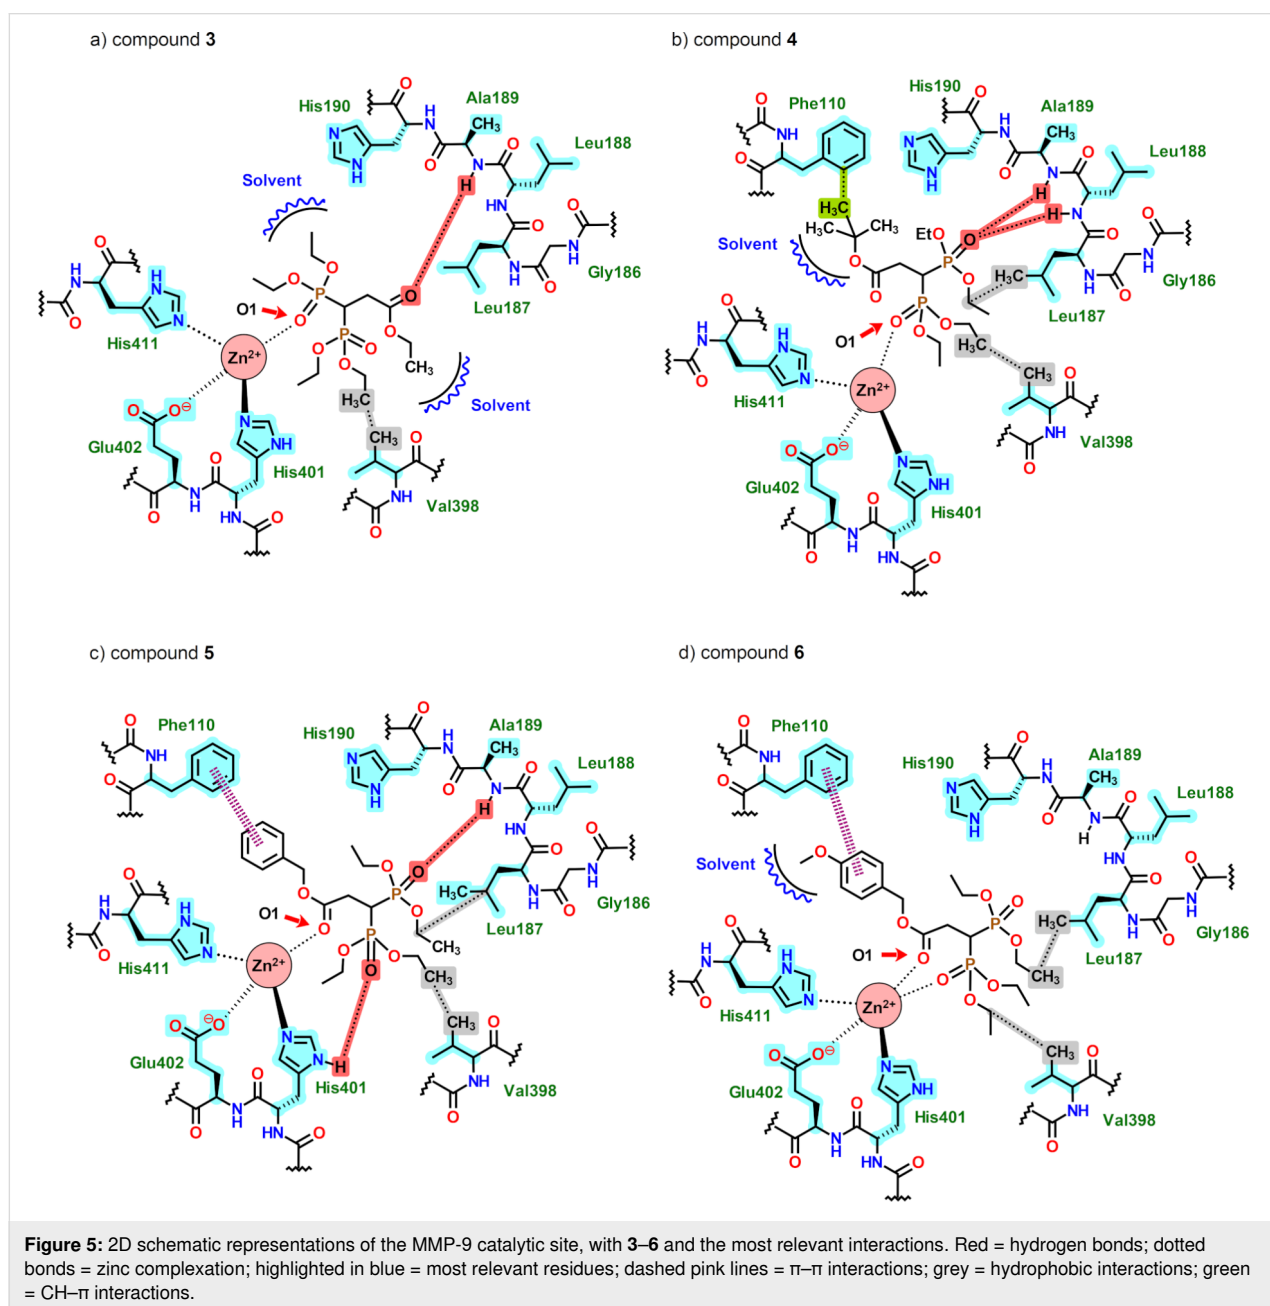 a) compound 3
His190
Ala189
Leu188
Solvent
Gly186
Leu187
O1
His411
Zn2+
Solvent
Glu402
His401
Val398
b) compound 4
Phe110
His190
Ala189
Leu188
Solvent
Gly186
Leu187
O1
His411
Zn2+
Glu402
His401
Val398
c) compound 5
Phe110
His190
Ala189
Leu188
Gly186
Leu187
O1
His411
Zn2+
Glu402
His401
Val398
d) compound 6
Phe110
His190
Ala189
Leu188
Solvent
Gly186
Leu187
O1
His411
Zn2+
Glu402
His401
Val398
Figure 5: 2D schematic representations of the MMP-9 catalytic site, with 3–6 and the most relevant interactions. Red = hydrogen bonds; dotted
bonds = zinc complexation; highlighted in blue = most relevant residues; dashed pink lines = π–π interactions; grey = hydrophobic interactions; green
= CH–π interactions.